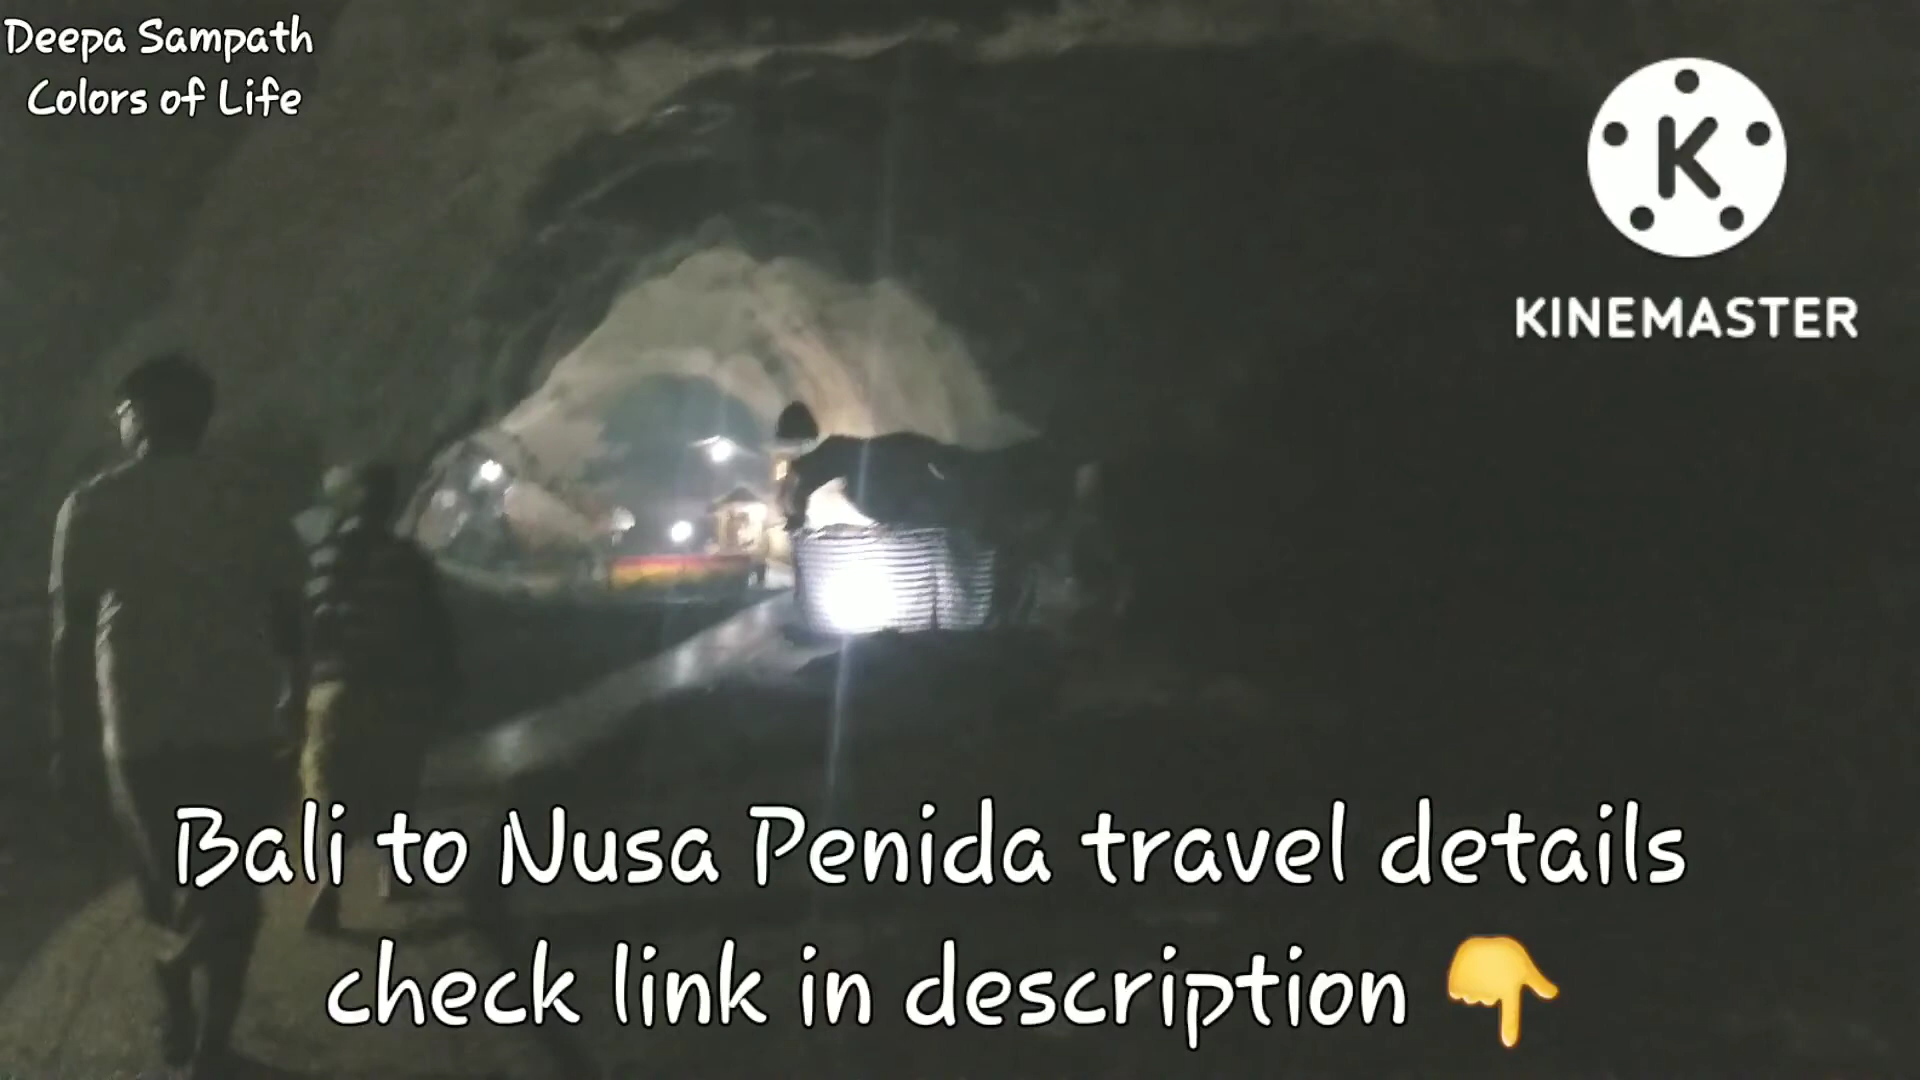 Deepa Sampath
Colors of Life
K
KINEMASTER
Bali to Nusa Penida travel details
check link in description 👇